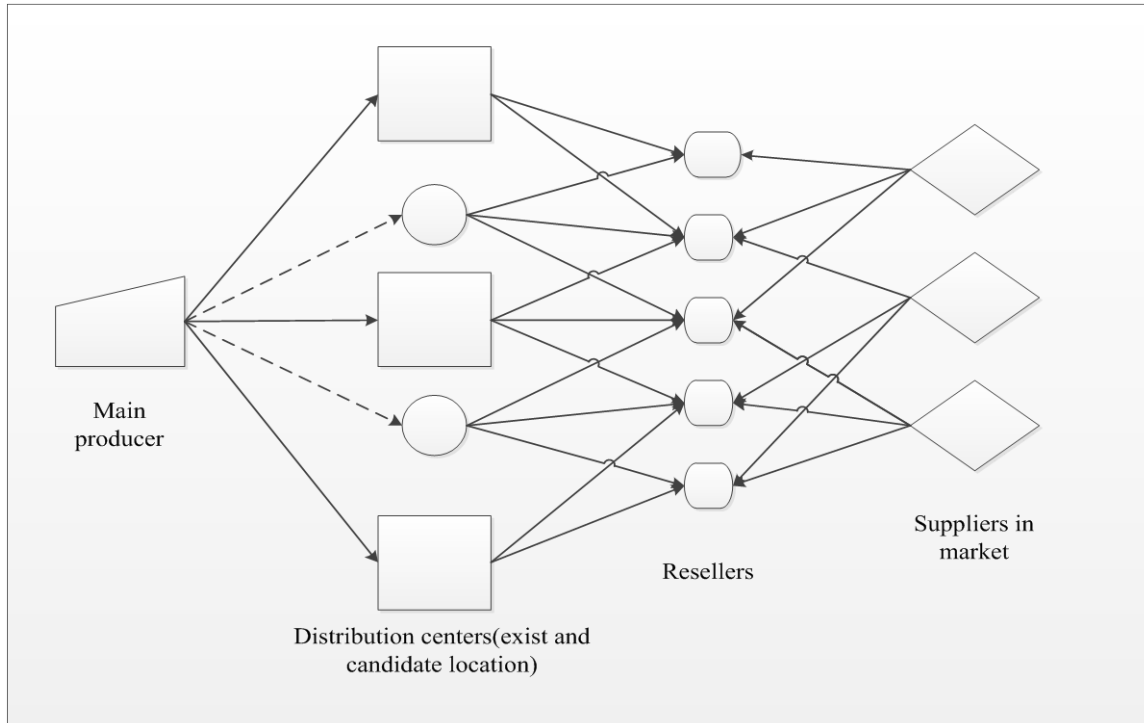 Main
producer
Distribution centers(exist and
candidate location)
Resellers
Suppliers in
market